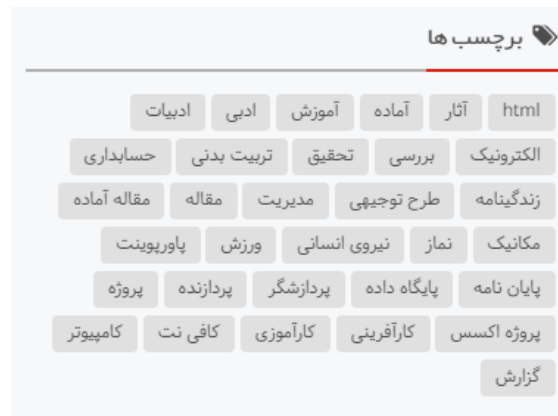 برچسب ها
html آثار آماده آموزش ادبی ادبیات
الکترونیک بررسی تحقیق تربیت بدنی حسابداری
زندگینامه طرح توجیهی مدیریت مقاله مقاله آماده
مکانیک نماز نیروی انسانی ورزش پاورپوینت
پایان نامه پایگاه داده پردازشگر پردازنده پروژه
پروژه اکسس کارآفرینی کارآموزی کافی نت کامپیوتر
گزارش